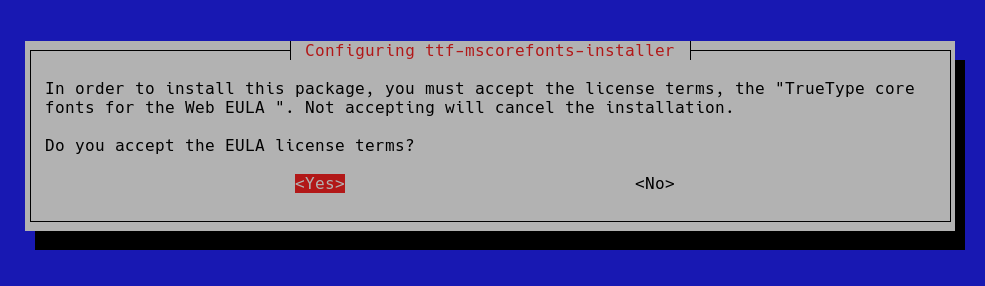 Configuring ttf-mscorefonts-installer
In order to install this package, you must accept the license terms, the "TrueType core
fonts for the Web EULA ". Not accepting will cancel the installation.
Do you accept the EULA license terms?
<Yes> <No>